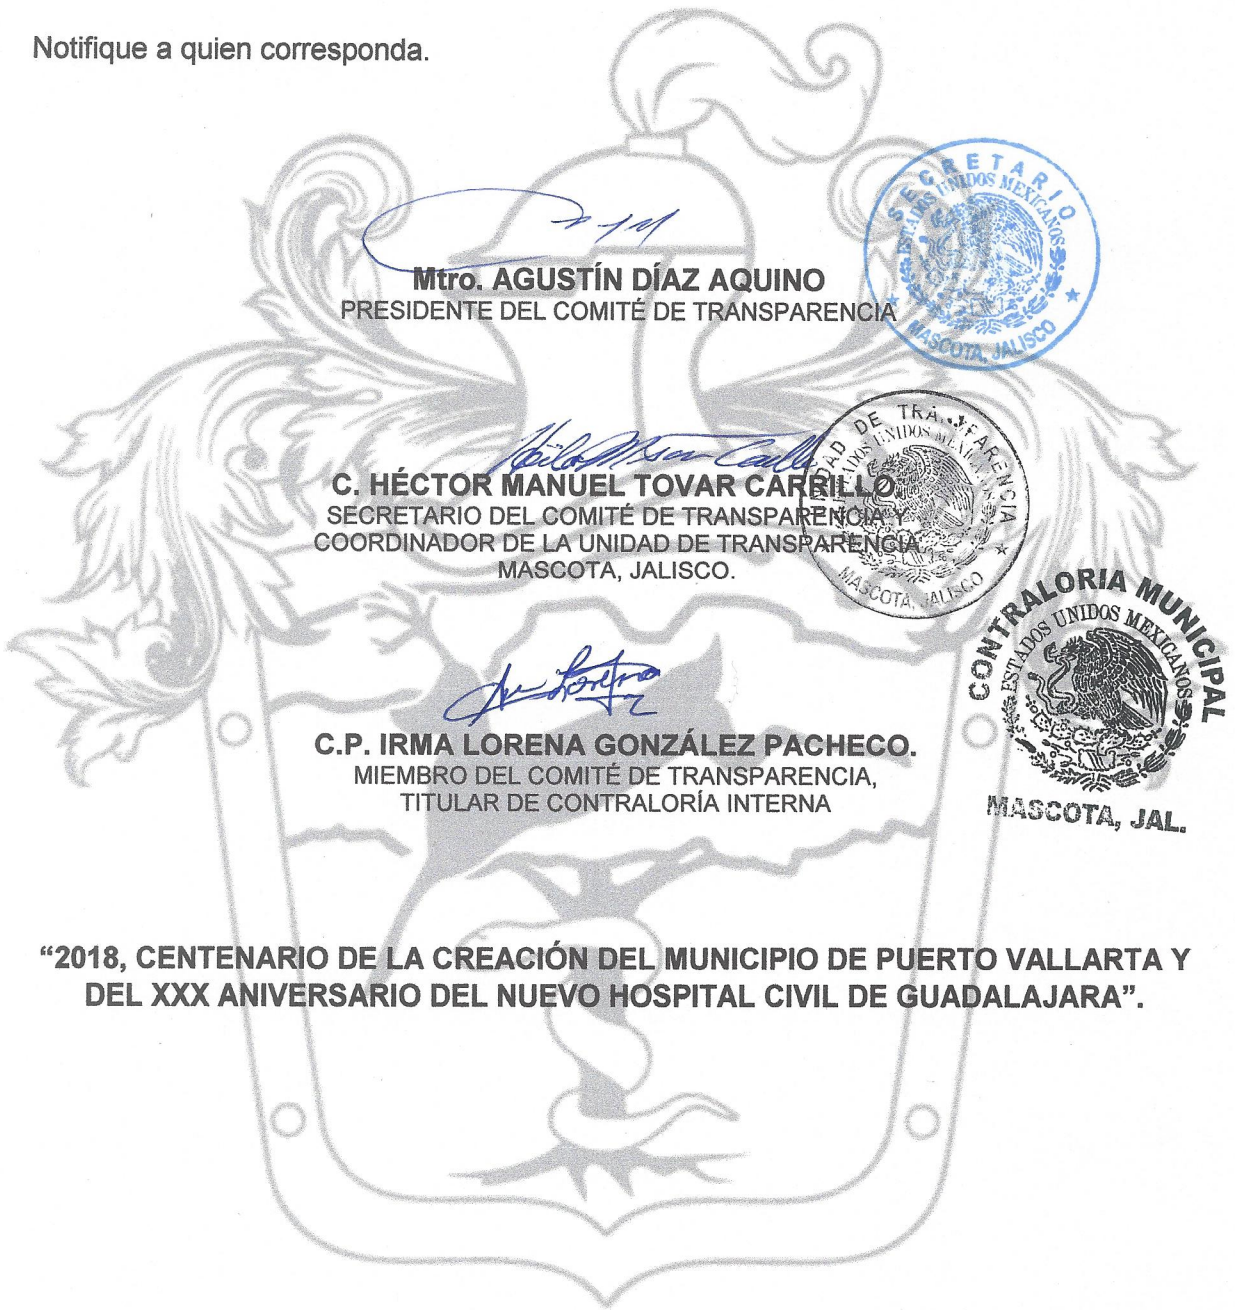 Notifique a quien corresponda.
SECRETARIO
ESTADOS UNIDOS MEXICANOS
MASCOTA, JALISCO
Mtro. AGUSTÍN DÍAZ AQUINO
PRESIDENTE DEL COMITÉ DE TRANSPARENCIA
C. HÉCTOR MANUEL TOVAR CARRILLO.
SECRETARIO DEL COMITÉ DE TRANSPARENCIA Y
COORDINADOR DE LA UNIDAD DE TRANSPARENCIA
MASCOTA, JALISCO.
DE
ESTADOS UNIDOS MEXICANOS
MASCOTA, JALISCO
CONTRALORIA MUNICIPAL
ESTADOS UNIDOS MEXICANOS
MASCOTA, JAL.
C.P. IRMA LORENA GONZÁLEZ PACHECO.
MIEMBRO DEL COMITÉ DE TRANSPARENCIA,
TITULAR DE CONTRALORÍA INTERNA
“2018, CENTENARIO DE LA CREACIÓN DEL MUNICIPIO DE PUERTO VALLARTA Y
DEL XXX ANIVERSARIO DEL NUEVO HOSPITAL CIVIL DE GUADALAJARA”.